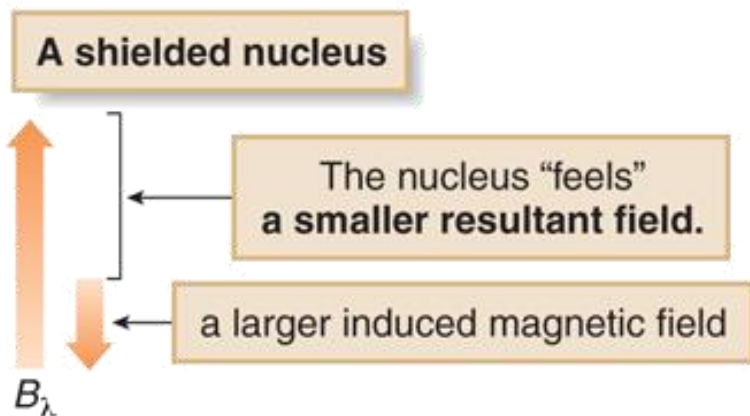 A shielded nucleus
The nucleus “feels”
a smaller resultant field.
a larger induced magnetic field
B